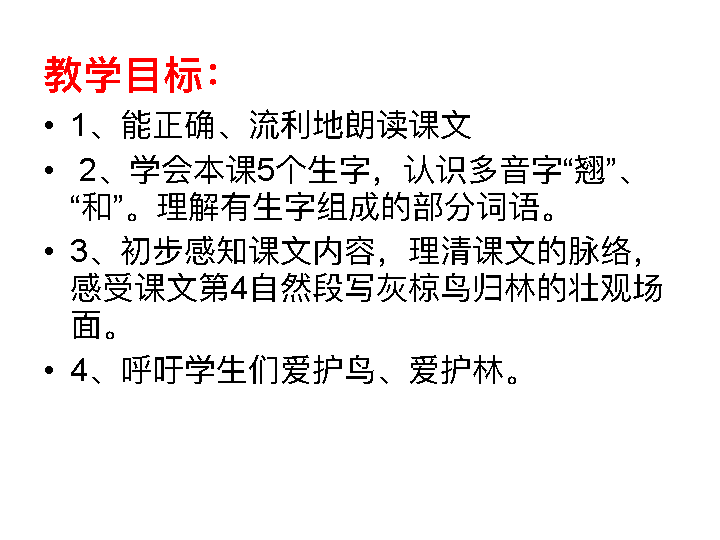 教学目标：
• 1、能正确、流利地朗读课文
• 2、学会本课5个生字，认识多音字“翘”、
“和”。理解有生字组成的部分词语。
• 3、初步感知课文内容，理清课文的脉络，
感受课文第4自然段写灰椋鸟归林的壮观场
面。
• 4、呼吁学生们爱护鸟、爱护林。